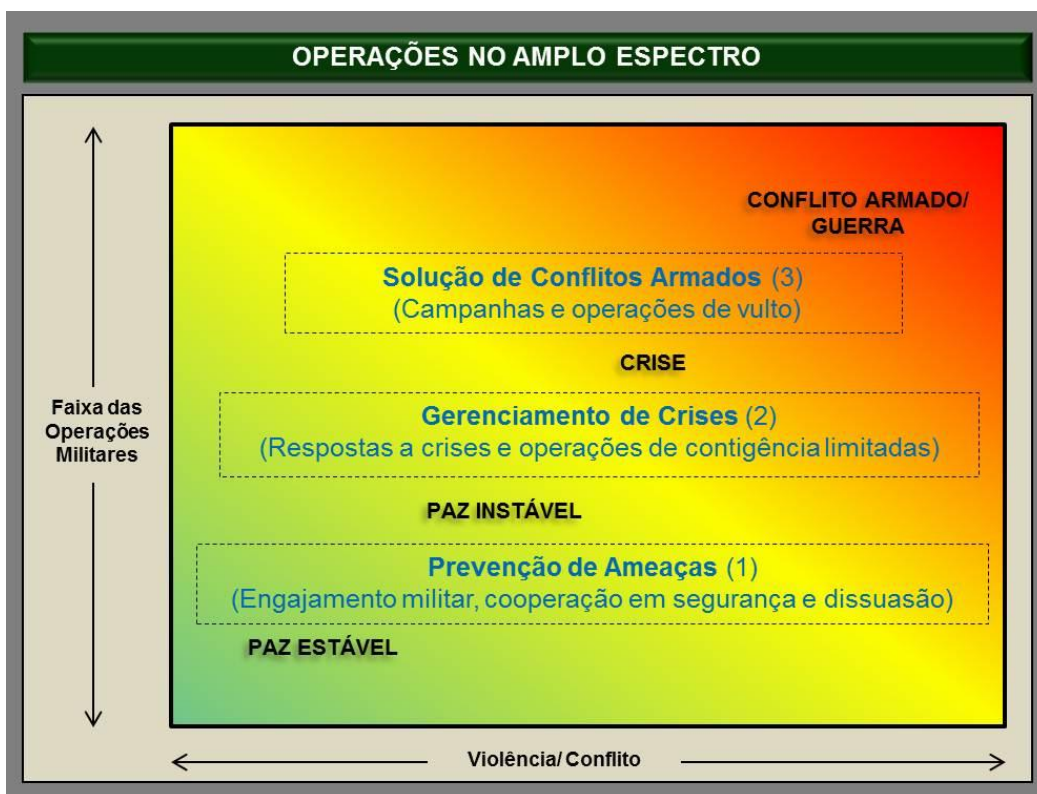 OPERAÇÕES NO AMPLO ESPECTRO
CONFLITO ARMADO/
GUERRA
Solução de Conflitos Armados (3)
(Campanhas e operações de vulto)
CRISE
Faixa das
Operações
Militares
Gerenciamento de Crises (2)
(Respostas a crises e operações de contigência limitadas)
PAZ INSTÁVEL
Prevenção de Ameaças (1)
(Engajamento militar, cooperação em segurança e dissuasão)
PAZ ESTÁVEL
Violência/ Conflito